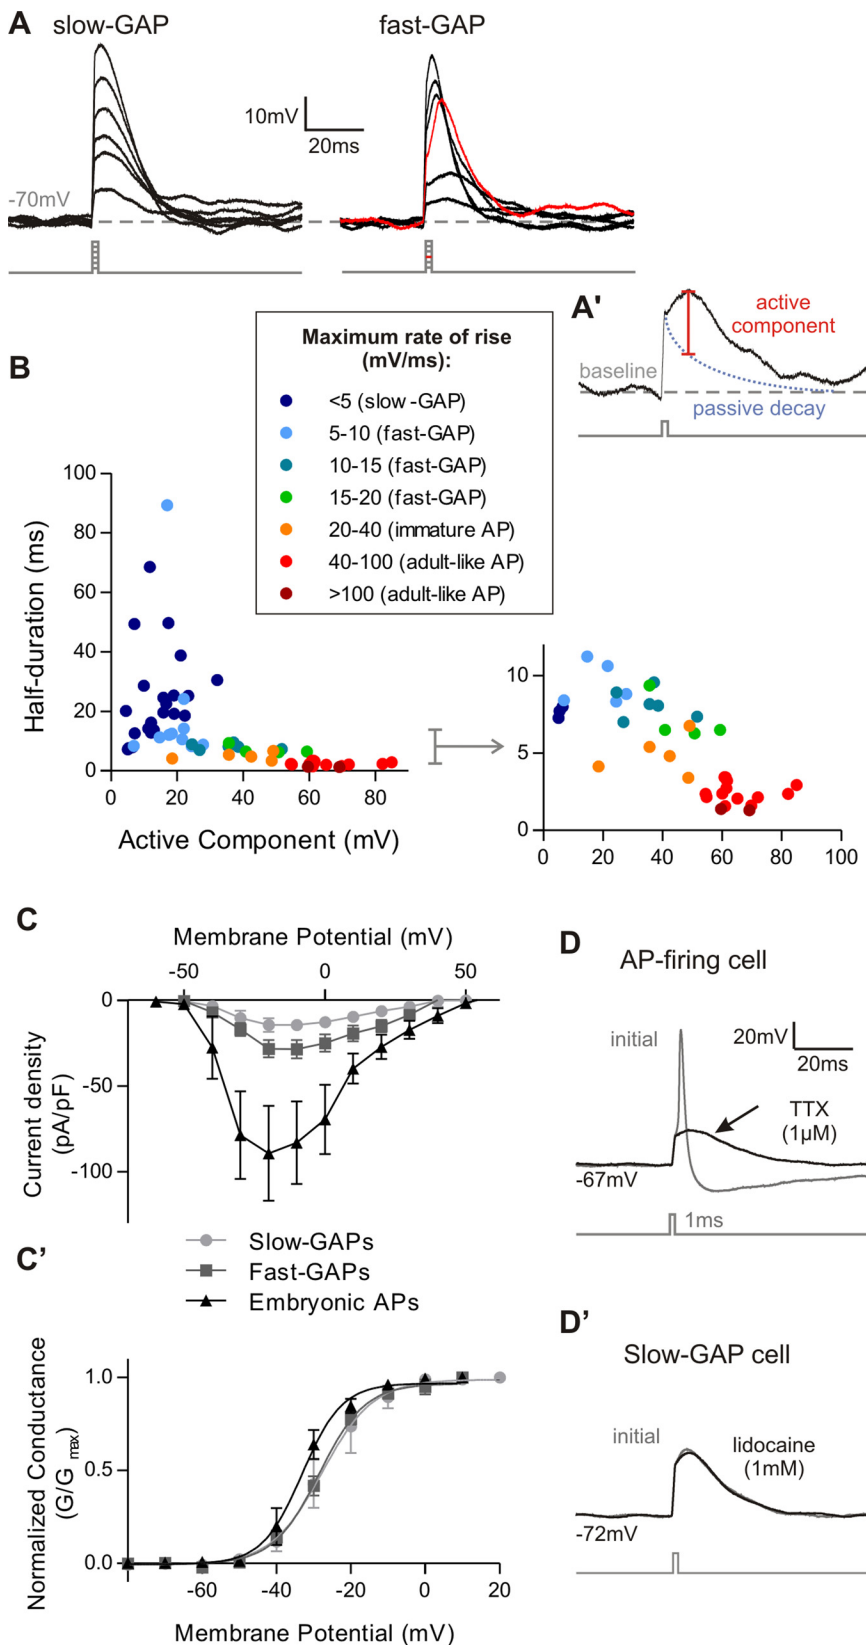 A
slow-GAP
fast-GAP
10mV
20ms
-70mV
A'
active
component
baseline
passive decay
B
Maximum rate of rise
(mV/ms):
<5 (slow-GAP)
5-10 (fast-GAP)
10-15 (fast-GAP)
15-20 (fast-GAP)
20-40 (immature AP)
40-100 (adult-like AP)
>100 (adult-like AP)
Half-duration (ms)
100
80
60
40
20
0
0 20 40 60 80
Active Component (mV)
10
5
0
0 20 40 60 80 100
C
Membrane Potential (mV)
-50 0 50
0
-50
-100
Current density
(pA/pF)
Slow-GAPs
Fast-GAPs
Embryonic APs
C'
Normalized Conductance
(G/Gmax)
1.0
0.5
0.0
-60 -40 -20 0 20
Membrane Potential (mV)
D
AP-firing cell
initial
20mV
20ms
TTX
(1µM)
-67mV
1ms
D'
Slow-GAP cell
initial
lidocaine
(1mM)
-72mV